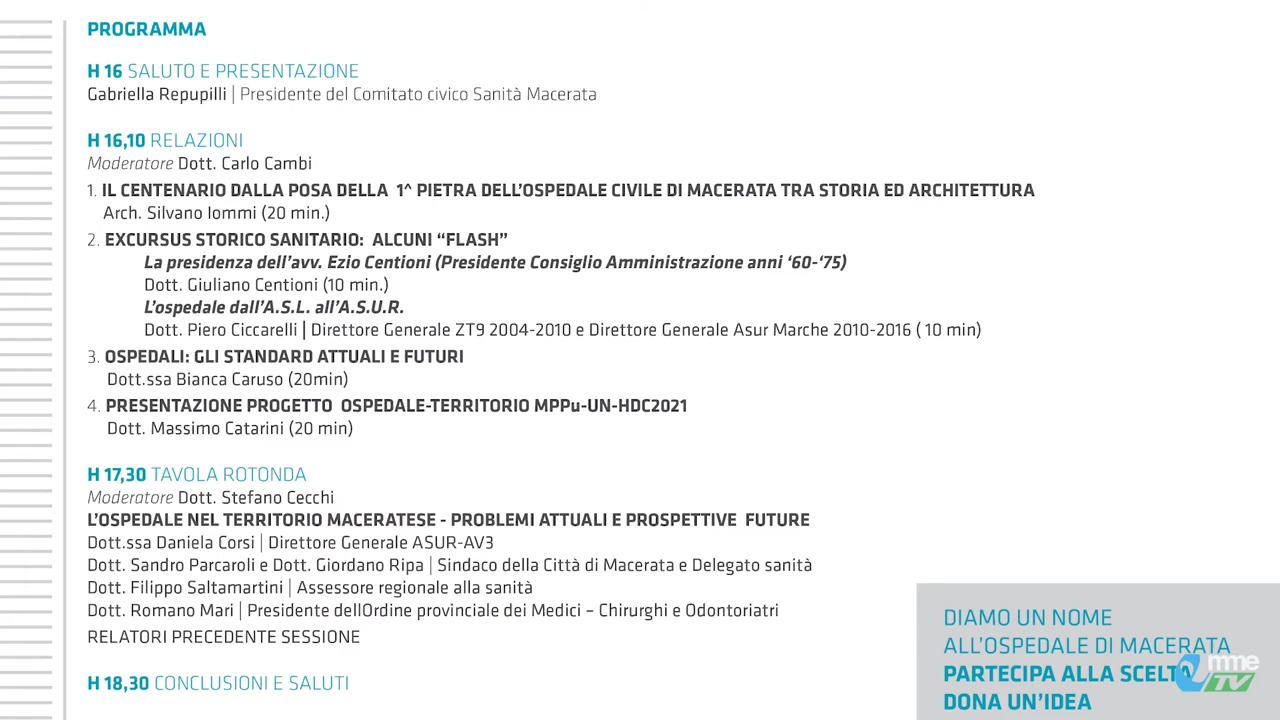 PROGRAMMA
H 16 SALUTO E PRESENTAZIONE
Gabriella Repupilli | Presidente del Comitato civico Sanità Macerata
H 16,10 RELAZIONI
Moderatore Dott. Carlo Cambi
1. IL CENTENARIO DALLA POSA DELLA 1^ PIETRA DELL'OSPEDALE CIVILE DI MACERATA TRA STORIA ED ARCHITETTURA
Arch. Silvano Iommi (20 min.)
2. EXCURSUS STORICO SANITARIO: ALCUNI “FLASH”
La presidenza dell'avv. Ezio Centioni (Presidente Consiglio Amministrazione anni ‘60-‘75)
Dott. Giuliano Centioni (10 min.)
L'ospedale dall'A.S.L. all'A.S.U.R.
Dott. Piero Ciccarelli | Direttore Generale ZT9 2004-2010 e Direttore Generale Asur Marche 2010-2016 ( 10 min)
3. OSPEDALI: GLI STANDARD ATTUALI E FUTURI
Dott.ssa Bianca Caruso (20min)
4. PRESENTAZIONE PROGETTO OSPEDALE-TERRITORIO MPPu-UN-HDC2021
Dott. Massimo Catarini (20 min)
H 17,30 TAVOLA ROTONDA
Moderatore Dott. Stefano Cecchi
L'OSPEDALE NEL TERRITORIO MACERATESE - PROBLEMI ATTUALI E PROSPETTIVE FUTURE
Dott.ssa Daniela Corsi | Direttore Generale ASUR-AV3
Dott. Sandro Parcaroli e Dott. Giordano Ripa | Sindaco della Città di Macerata e Delegato sanità
Dott. Filippo Saltamartini | Assessore regionale alla sanità
Dott. Romano Mari | Presidente dellOrdine provinciale dei Medici – Chirurghi e Odontoriatri
RELATORI PRECEDENTE SESSIONE
H 18,30 CONCLUSIONI E SALUTI
DIAMO UN NOME
ALL'OSPEDALE DI MACERATA
PARTECIPA ALLA SCELTA
DONA UN'IDEA
mme
TV